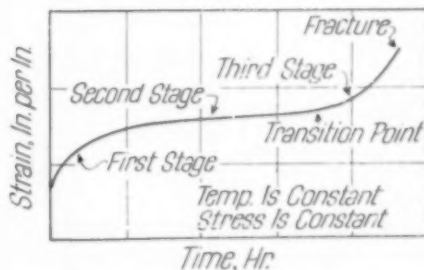 Fracture
Third Stage
Second Stage
Transition Point
First Stage
Temp. Is Constant
Stress Is Constant
Strain, In. per In.
Time, Hr.